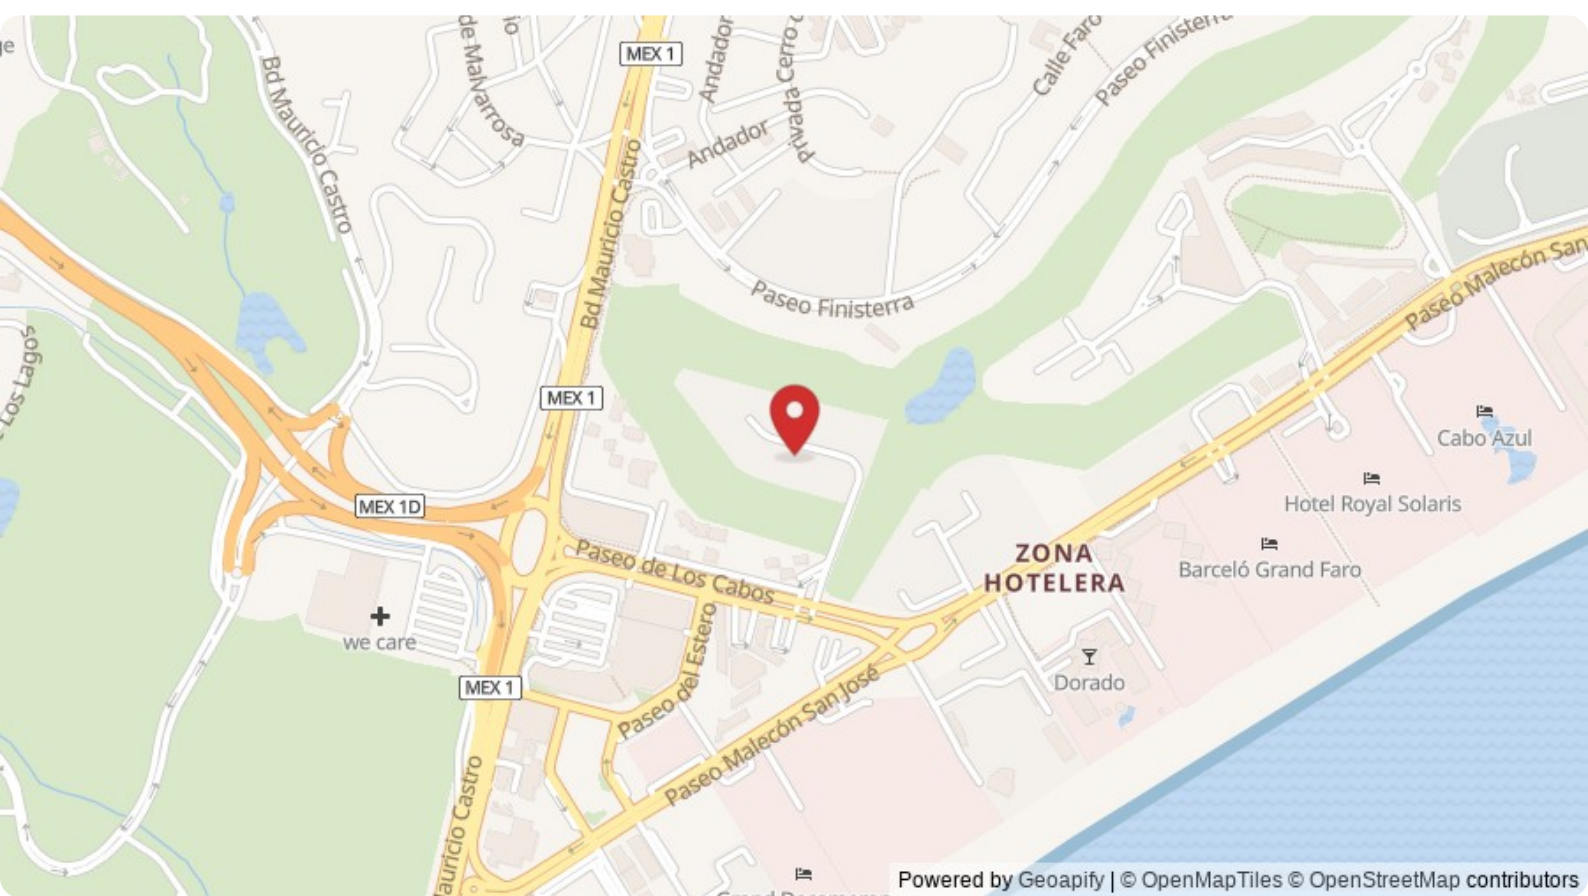 ge
de Malvarrosa
io
MEX 1
Andador
Privada Cerro
Calle Faro
Paseo Finisterra
Bd Mauricio Castro
Andador
Bd Mauricio Castro
Paseo Finisterra
Paseo Malecón San
Los Lagos
MEX 1
Cabo Azul
MEX 1D
Hotel Royal Solaris
Paseo de Los Cabos
ZONA
HOTELERA
Barceló Grand Faro
we care
Paseo del Estero
Dorado
MEX 1
Paseo Malecón San José
auricio Castro
Powered by Geoapify | © OpenMapTiles © OpenStreetMap contributors